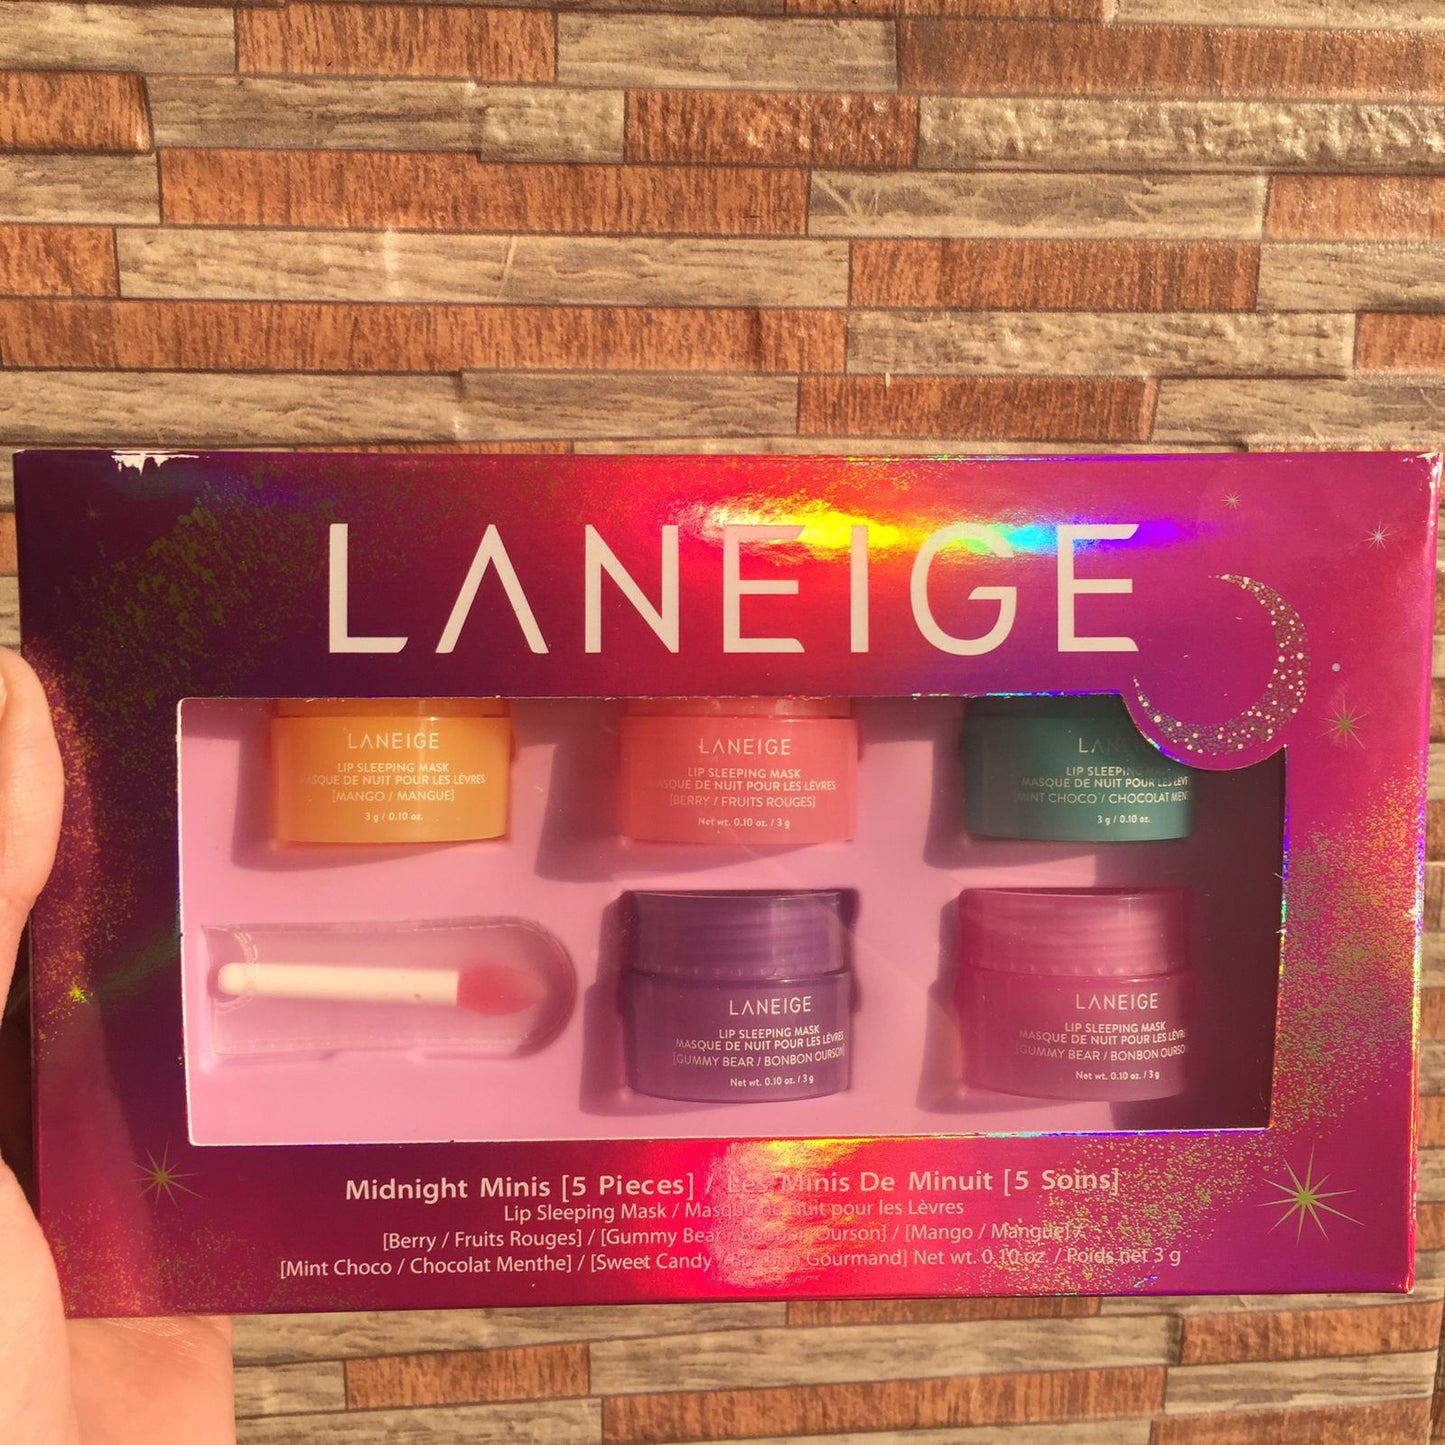 LANEIGE
LANEIGE
LIP SLEEPING MASK
MASQUE DE NUIT POUR LES LÈVRES
[MANGO / MANGUE]
3 g / 0.10 oz.
LANEIGE
LIP SLEEPING MASK
MASQUE DE NUIT POUR LES LÈVRES
[BERRY / FRUITS ROUGES]
Net wt. 0.10 oz. / 3 g
LANEIGE
LIP SLEEPING MASK
MASQUE DE NUIT POUR LES
[MINT CHOCO / CHOCOLAT
3 g / 0.10 oz.
LANEIGE
LIP SLEEPING MASK
MASQUE DE NUIT POUR LES LÈVRES
[GUMMY BEAR / BONBON OURSON]
Net wt. 0.10 oz. / 3 g
LANEIGE
LIP SLEEPING MASK
MASQUE DE NUIT POUR LES LÈVRES
[GUMMY BEAR / BONBON OURSON
Net wt. 0.10 oz. / 3 g
Midnight Minis [5 Pieces] / Les Minis De Minuit [5 Soins]
Lip Sleeping Mask / Masque de nuit pour les Lèvres
[Berry / Fruits Rouges] / [Gummy Bear / Bonbon Ourson] / [Mango / Mangue] /
[Mint Choco / Chocolat Menthe] / [Sweet Candy / Bonbon Gourmand] Net wt. 0.10 oz. / Poids net 3 g